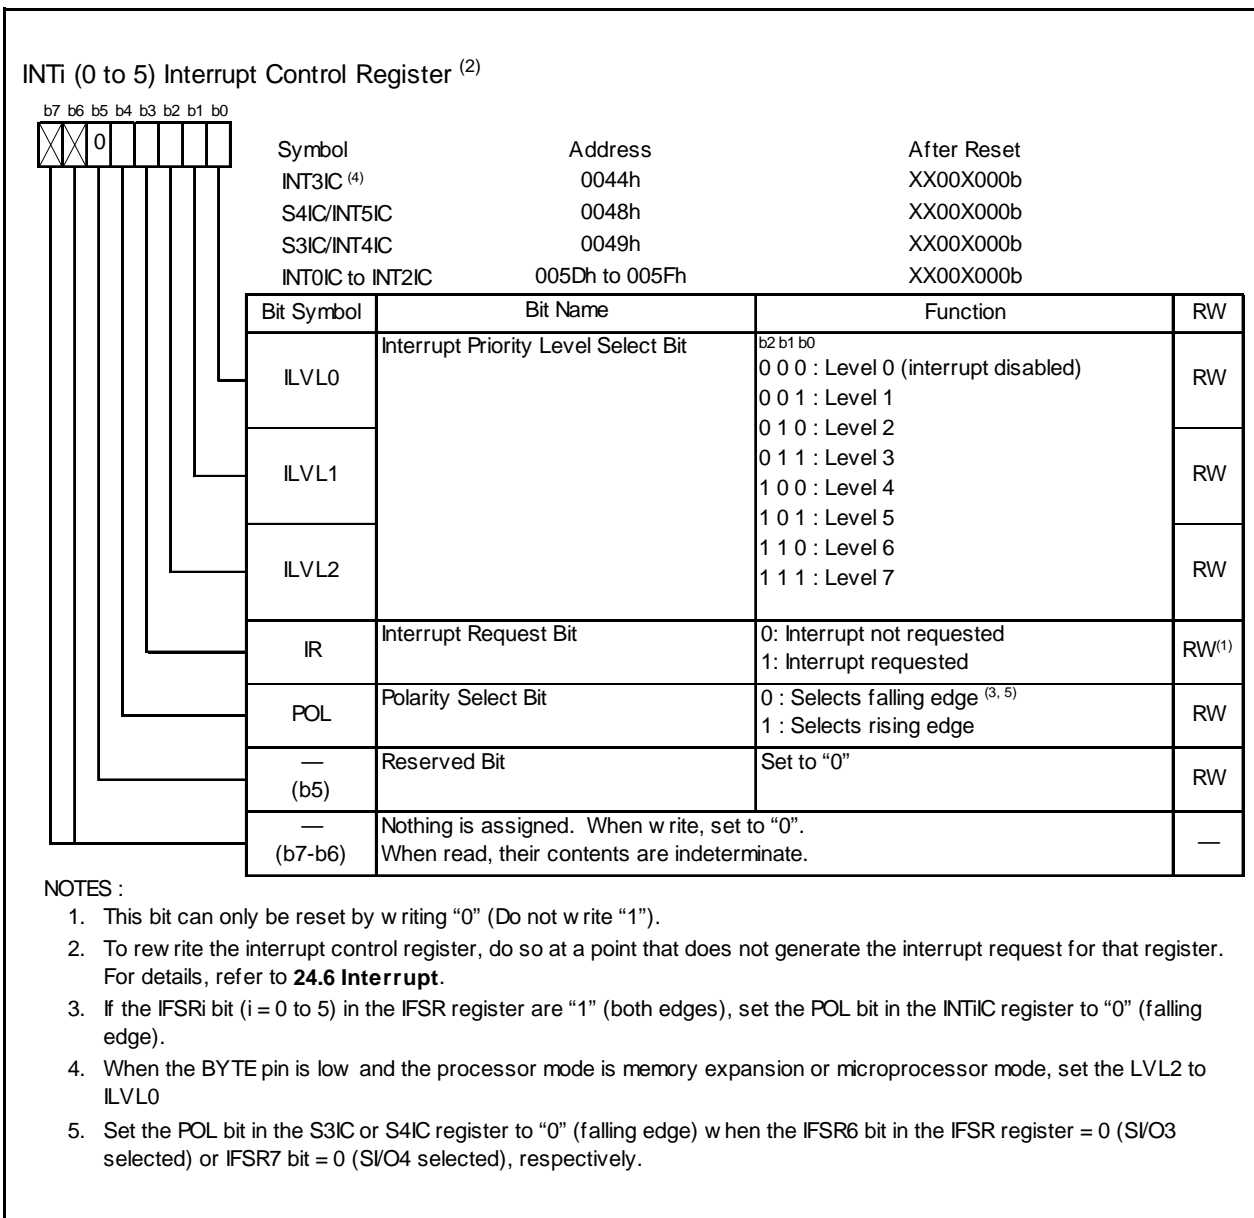 INTi (0 to 5) Interrupt Control Register (2)
b7 b6 b5 b4 b3 b2 b1 b0
0
Symbol Address After Reset
INT3IC (4) 0044h XX00X000b
S4IC/INT5IC 0048h XX00X000b
S3IC/INT4IC 0049h XX00X000b
INT0IC to INT2IC 005Dh to 005Fh XX00X000b
Bit Symbol Bit Name Function RW
ILVL0 Interrupt Priority Level Select Bit b2 b1 b0
0 0 0 : Level 0 (interrupt disabled) RW
0 0 1 : Level 1
0 1 0 : Level 2
ILVL1 0 1 1 : Level 3 RW
1 0 0 : Level 4
1 0 1 : Level 5
1 1 0 : Level 6
ILVL2 1 1 1 : Level 7 RW
IR Interrupt Request Bit 0: Interrupt not requested
1: Interrupt requested RW(1)
POL Polarity Select Bit 0 : Selects falling edge (3, 5)
1 : Selects rising edge RW
— Reserved Bit Set to “0” RW
(b5)
— Nothing is assigned. When write, set to “0”. —
(b7-b6) When read, their contents are indeterminate.
NOTES :
1. This bit can only be reset by writing “0” (Do not write “1”).
2. To rewrite the interrupt control register, do so at a point that does not generate the interrupt request for that register.
For details, refer to 24.6 Interrupt.
3. If the IFSRi bit (i = 0 to 5) in the IFSR register are “1” (both edges), set the POL bit in the INTiIC register to “0” (falling
edge).
4. When the BYTE pin is low and the processor mode is memory expansion or microprocessor mode, set the LVL2 to
ILVL0
5. Set the POL bit in the S3IC or S4IC register to “0” (falling edge) when the IFSR6 bit in the IFSR register = 0 (SI/O3
selected) or IFSR7 bit = 0 (SI/O4 selected), respectively.